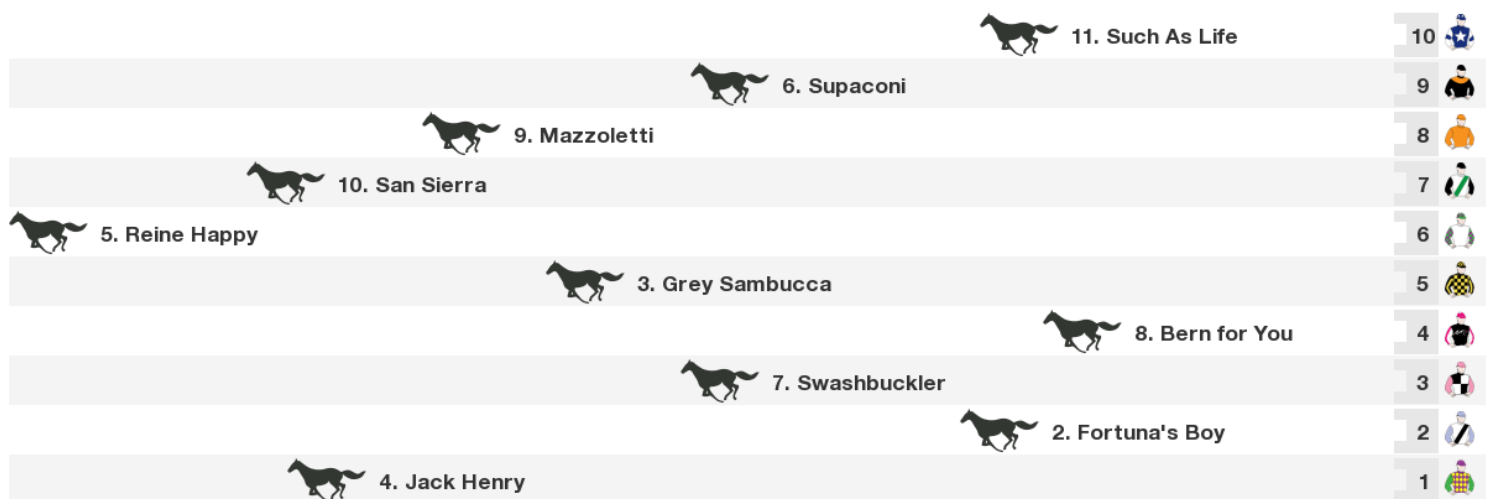 11. Such As Life 10
6. Supaconi 9
9. Mazzoletti 8
10. San Sierra 7
5. Reine Happy 6
3. Grey Sambucca 5
8. Bern for You 4
7. Swashbuckler 3
2. Fortuna's Boy 2
4. Jack Henry 1